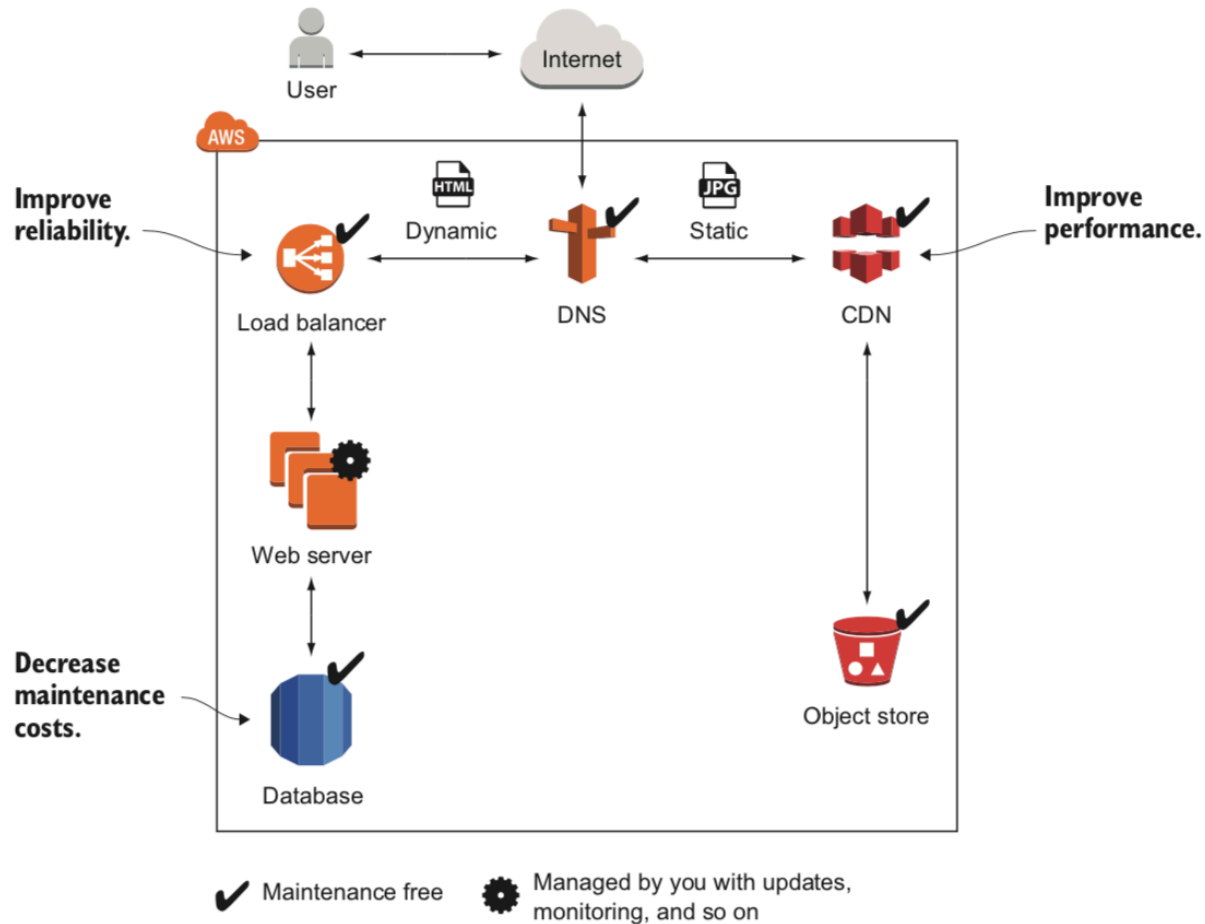 User
Internet
AWS
HTML
JPG
Improve
reliability.
Dynamic
Static
Improve
performance.
Load balancer
DNS
CDN
Web server
Decrease
maintenance
costs.
Object store
Database
Maintenance free
Managed by you with updates,
monitoring, and so on